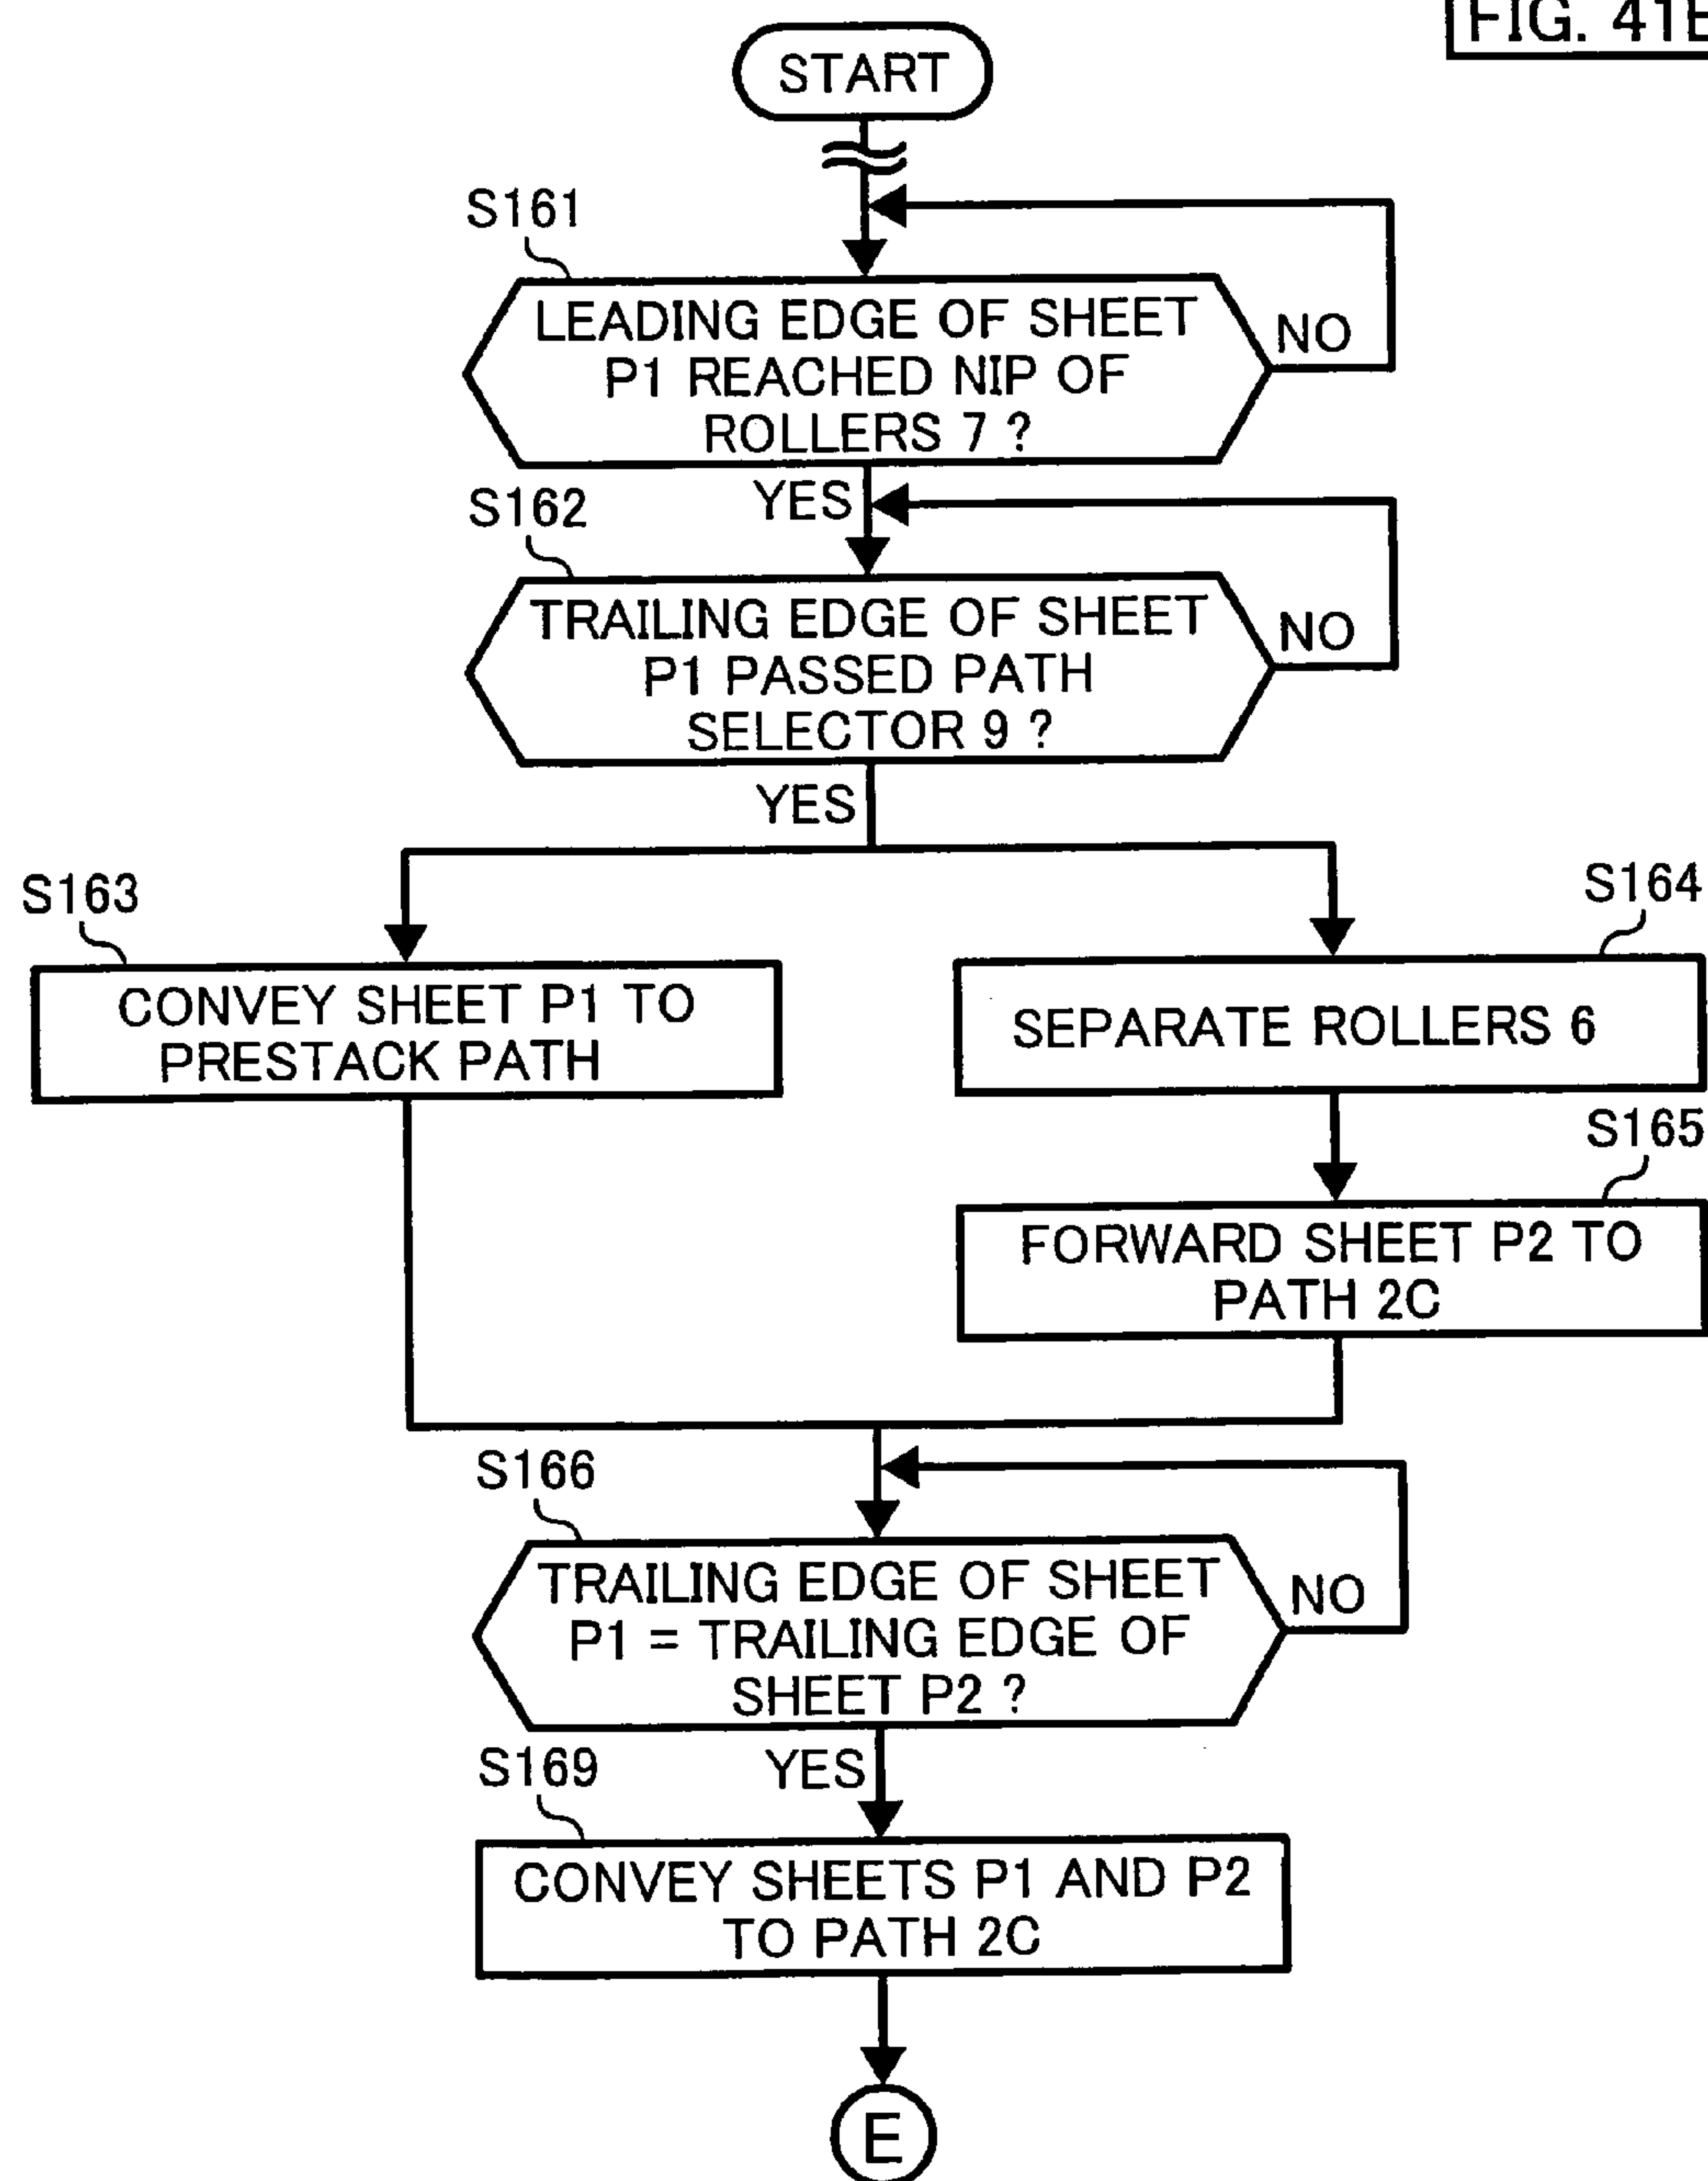 FIG. 41B
START
S161
LEADING EDGE OF SHEET
P1 REACHED NIP OF
ROLLERS 7 ?
NO
YES
S162
TRAILING EDGE OF SHEET
P1 PASSED PATH
SELECTOR 9 ?
NO
YES
S163
CONVEY SHEET P1 TO
PRESTACK PATH
S164
SEPARATE ROLLERS 6
S165
FORWARD SHEET P2 TO
PATH 2C
S166
TRAILING EDGE OF SHEET
P1 = TRAILING EDGE OF
SHEET P2 ?
NO
YES
S169
CONVEY SHEETS P1 AND P2
TO PATH 2C
E